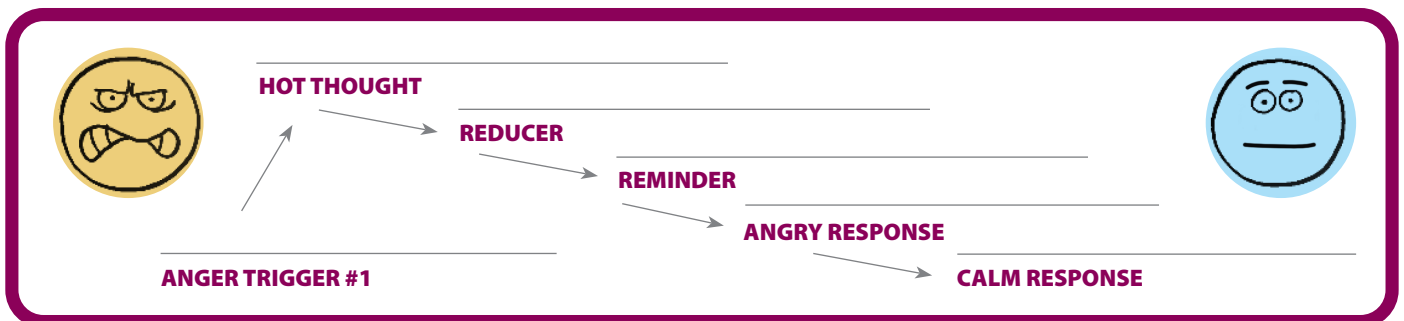 HOT THOUGHT
REDUCER
REMINDER
ANGRY RESPONSE
ANGER TRIGGER #1
CALM RESPONSE